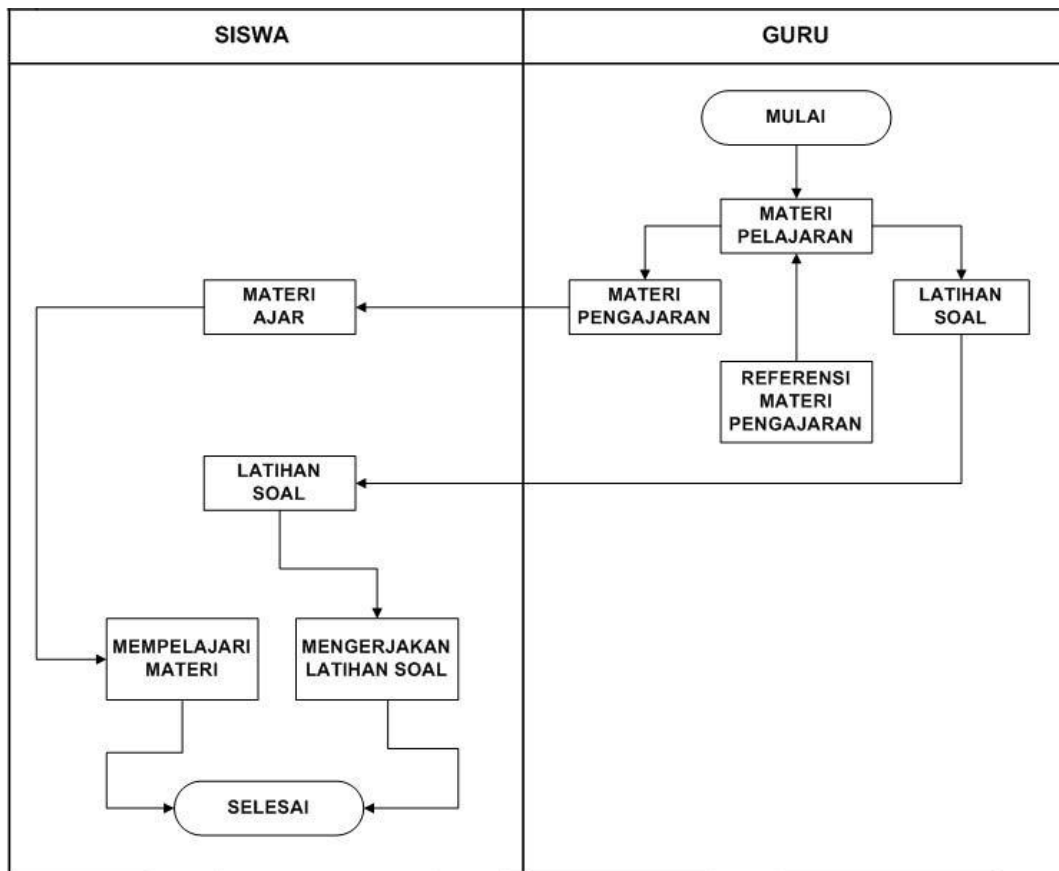 SISWA
GURU
MULAI
MATERI
PELAJARAN
MATERI
AJAR
MATERI
PENGAJARAN
LATIHAN
SOAL
REFERENSI
MATERI
PENGAJARAN
LATIHAN
SOAL
MEMPELAJARI
MATERI
MENGERJAKAN
LATIHAN SOAL
SELESAI